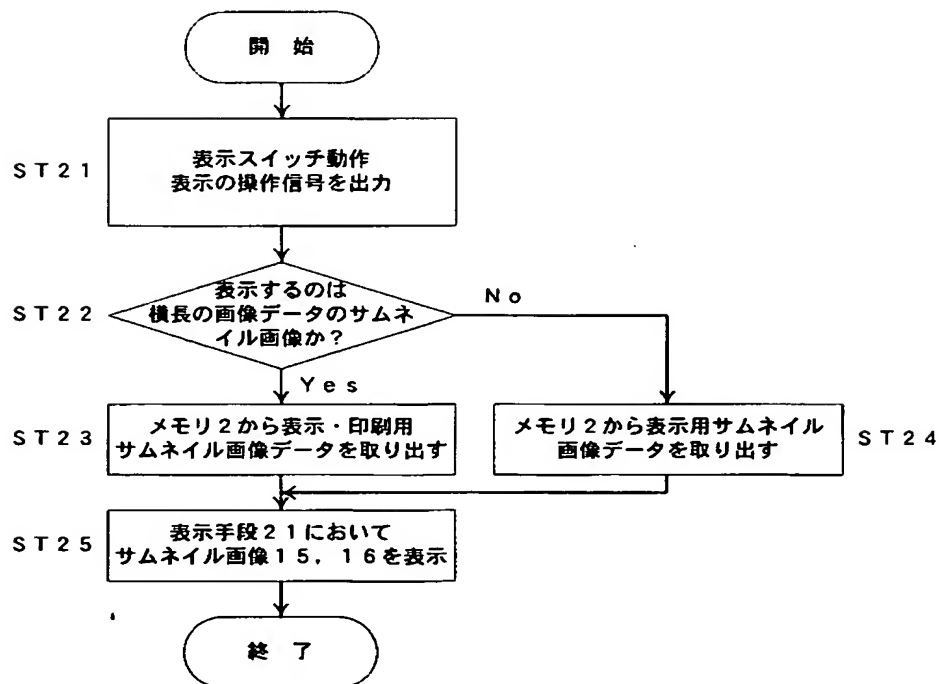 開 始
ST21
表示スイッチ動作
表示の操作信号を出力
ST22
表示するのは
横長の画像データのサムネ
イル画像か?
No
Yes
ST23
メモリ2から表示・印刷用
サムネイル画像データを取り出す
メモリ2から表示用サムネイル
画像データを取り出す
ST24
ST25
表示手段21において
サムネイル画像15,16を表示
終 了